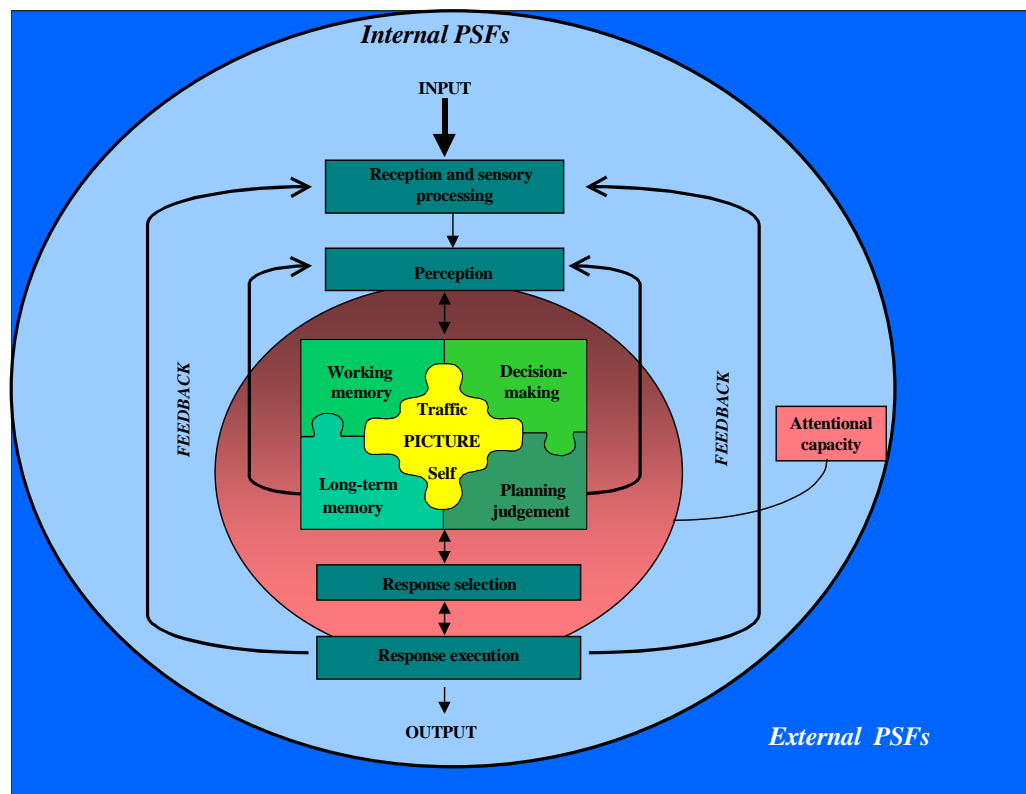 Internal PSFs
INPUT
Reception and sensory
processing
Perception
Working
memory
Decision-
making
Traffic
PICTURE
Self
Long-term
memory
Planning
judgement
FEEDBACK
FEEDBACK
Attentional
capacity
Response selection
Response execution
OUTPUT
External PSFs